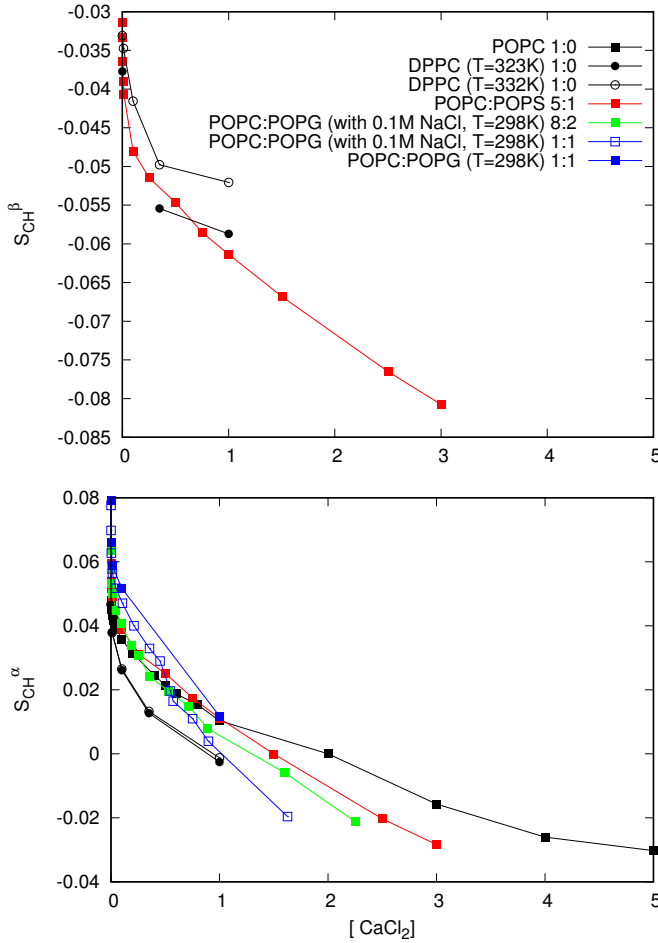 -0.03
-0.035
-0.04
-0.045
-0.05
-0.055
-0.06
-0.065
-0.07
-0.075
-0.08
-0.085
S_CH^β
POPC 1:0
DPPC (T=323K) 1:0
DPPC (T=332K) 1:0
POPC:POPS 5:1
POPC:POPG (with 0.1M NaCl, T=298K) 8:2
POPC:POPG (with 0.1M NaCl, T=298K) 1:1
POPC:POPG (T=298K) 1:1
0 1 2 3 4 5
0.08
0.06
0.04
0.02
0
-0.02
-0.04
S_CH^α
0 1 2 3 4 5
[ CaCl₂]